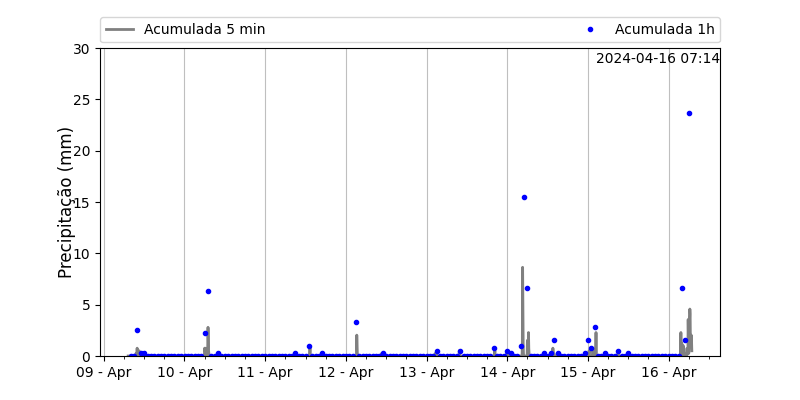 Acumulada 5 min
Acumulada 1h
2024-04-16 07:14
Precipitação (mm)
30
25
20
15
10
5
0
09 - Apr
10 - Apr
11 - Apr
12 - Apr
13 - Apr
14 - Apr
15 - Apr
16 - Apr